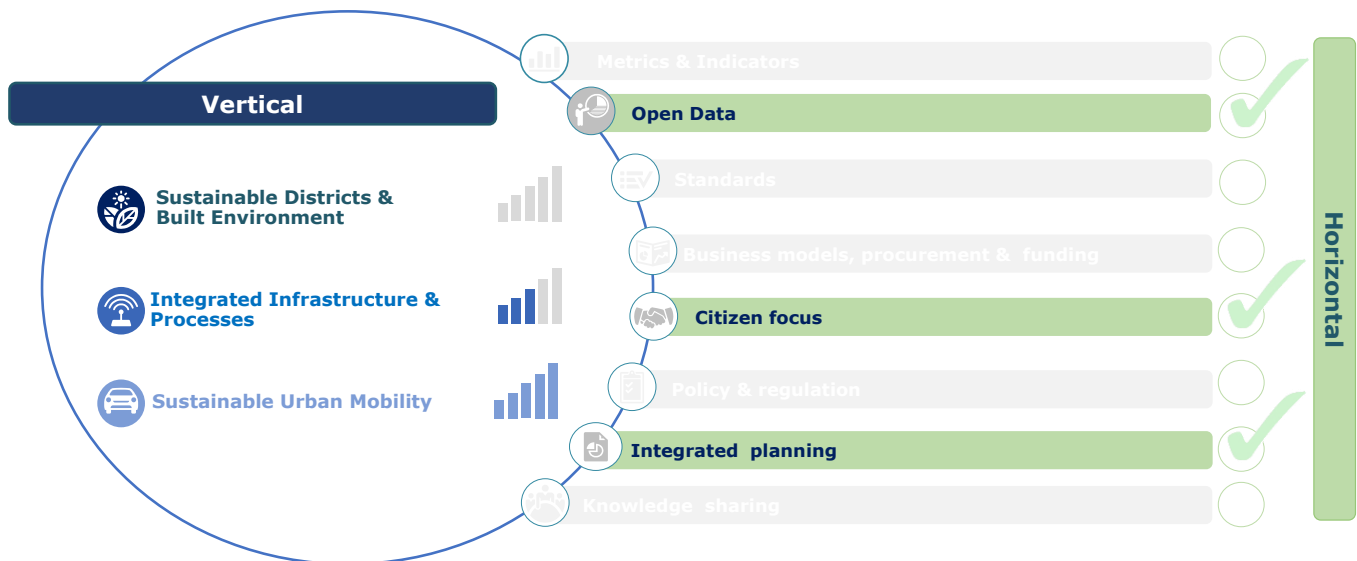 Vertical
Sustainable Districts &
Built Environment
Integrated Infrastructure &
Processes
Sustainable Urban Mobility
Metrics & Indicators
Open Data
Standards
Business models, procurement & funding
Citizen focus
Policy & regulation
Integrated planning
Knowledge sharing
Horizontal